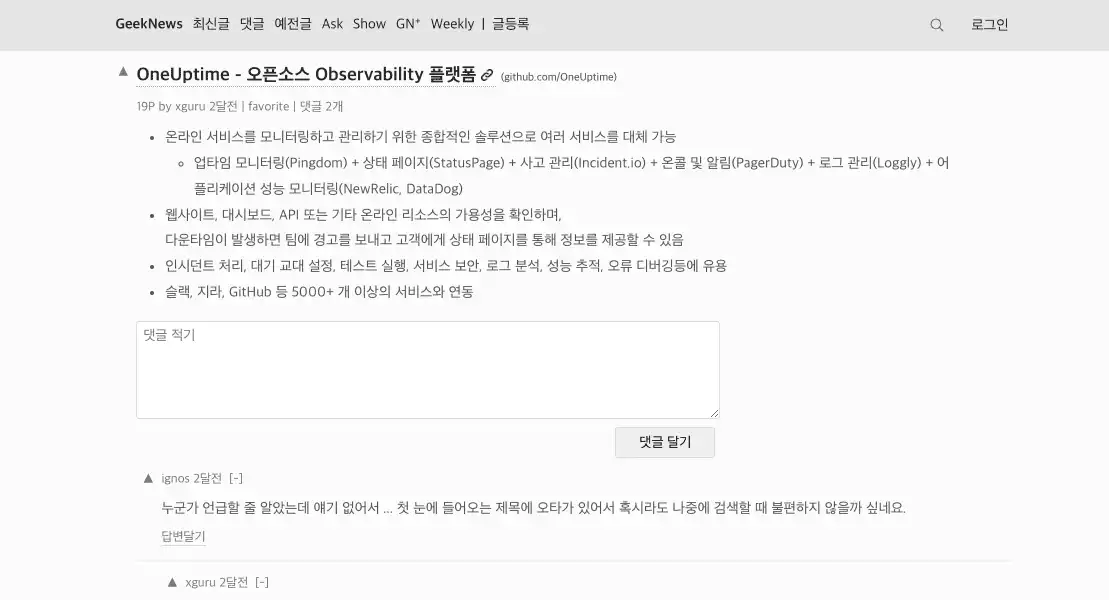 GeekNews 최신글 댓글 예전글 Ask Show GN⁺ Weekly | 글등록 로그인
▲ OneUptime - 오픈소스 Observability 플랫폼 (github.com/OneUptime)
19P by xguru 2달전 | favorite | 댓글 2개
• 온라인 서비스를 모니터링하고 관리하기 위한 종합적인 솔루션으로 여러 서비스를 대체 가능
◦ 업타임 모니터링(Pingdom) + 상태 페이지(StatusPage) + 사고 관리(Incident.io) + 온콜 및 알림(PagerDuty) + 로그 관리(Loggly) + 어
플리케이션 성능 모니터링(NewRelic, DataDog)
• 웹사이트, 대시보드, API 또는 기타 온라인 리소스의 가용성을 확인하며,
다운타임이 발생하면 팀에 경고를 보내고 고객에게 상태 페이지를 통해 정보를 제공할 수 있음
• 인시던트 처리, 대기 교대 설정, 테스트 실행, 서비스 보안, 로그 분석, 성능 추적, 오류 디버깅등에 유용
• 슬랙, 지라, GitHub 등 5000+ 개 이상의 서비스와 연동
댓글 적기
댓글 달기
▲ ignos 2달전 [-]
누군가 언급할 줄 알았는데 얘기 없어서 ... 첫 눈에 들어오는 제목에 오타가 있어서 혹시라도 나중에 검색할 때 불편하지 않을까 싶네요.
답변달기
▲ xguru 2달전 [-]